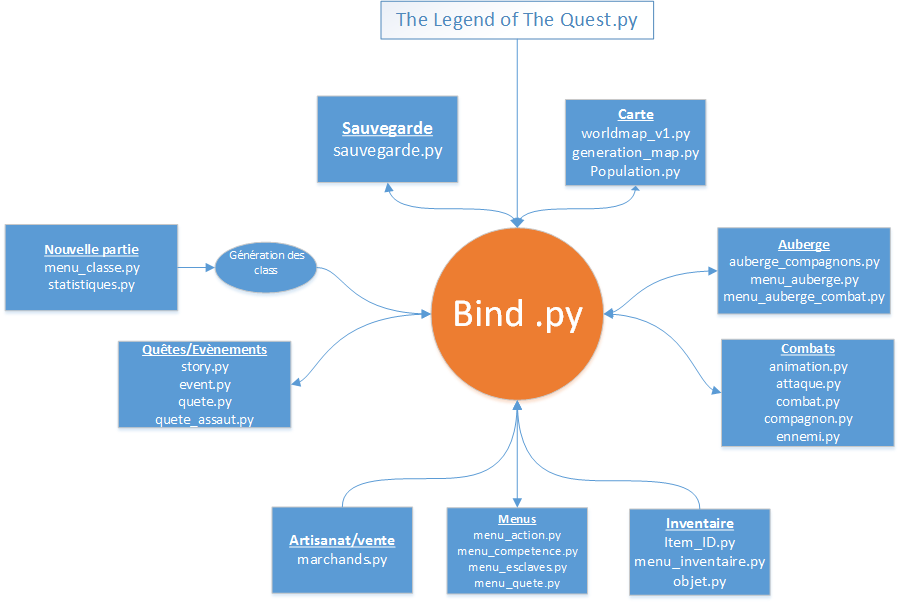 The Legend of The Quest.py
Sauvegarde
sauvegarde.py
Carte
worldmap_v1.py
generation_map.py
Population.py
Nouvelle partie
menu_classe.py
statistiques.py
Génération des
class
Bind .py
Auberge
auberge_compagnons.py
menu_auberge.py
menu_auberge_combat.py
Quêtes/Evènements
story.py
event.py
quete.py
quete_assaut.py
Combats
animation.py
attaque.py
combat.py
compagnon.py
ennemi.py
Artisanat/vente
marchands.py
Menus
menu_action.py
menu_competence.py
menu_esclaves.py
menu_quete.py
Inventaire
Item_ID.py
menu_inventaire.py
objet.py